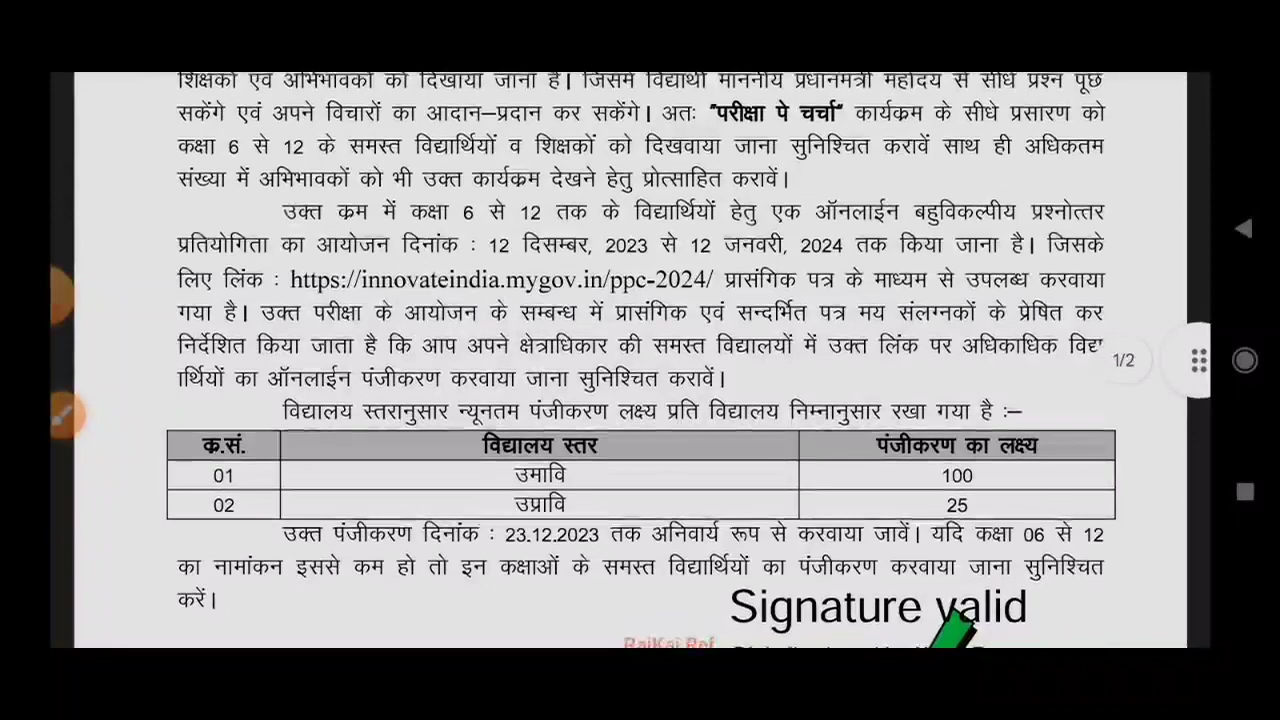 शिक्षकों एवं अभिभावकों को दिखाया जाना है। जिसमें विद्यार्थी माननीय प्रधानमंत्री महोदय से सीधे प्रश्न पूछ
सकेंगे एवं अपने विचारों का आदान–प्रदान कर सकेंगे। अतः "परीक्षा पे चर्चा" कार्यक्रम के सीधे प्रसारण को
कक्षा 6 से 12 के समस्त विद्यार्थियों व शिक्षकों को दिखवाया जाना सुनिश्चित करावें साथ ही अधिकतम
संख्या में अभिभावकों को भी उक्त कार्यक्रम देखने हेतु प्रोत्साहित करावें।
उक्त क्रम में कक्षा 6 से 12 तक के विद्यार्थियों हेतु एक ऑनलाईन बहुविकल्पीय प्रश्नोत्तर
प्रतियोगिता का आयोजन दिनांक : 12 दिसम्बर, 2023 से 12 जनवरी, 2024 तक किया जाना है। जिसके
लिए लिंक : https://innovateindia.mygov.in/ppc-2024/ प्रासंगिक पत्र के माध्यम से उपलब्ध करवाया
गया है। उक्त परीक्षा के आयोजन के सम्बन्ध में प्रासंगिक एवं सन्दर्भित पत्र मय संलग्नकों के प्रेषित कर
निर्देशित किया जाता है कि आप अपने क्षेत्राधिकार की समस्त विद्यालयों में उक्त लिंक पर अधिकाधिक विद्या
र्थियों का ऑनलाईन पंजीकरण करवाया जाना सुनिश्चित करावें।
1/2
विद्यालय स्तरानुसार न्यूनतम पंजीकरण लक्ष्य प्रति विद्यालय निम्नानुसार रखा गया है :–
क्र.सं. विद्यालय स्तर पंजीकरण का लक्ष्य
01 उमावि 100
02 उप्रावि 25
उक्त पंजीकरण दिनांक : 23.12.2023 तक अनिवार्य रूप से करवाया जावें। यदि कक्षा 06 से 12
का नामांकन इससे कम हो तो इन कक्षाओं के समस्त विद्यार्थियों का पंजीकरण करवाया जाना सुनिश्चित
करें।
Signature valid
RajKaj Ref